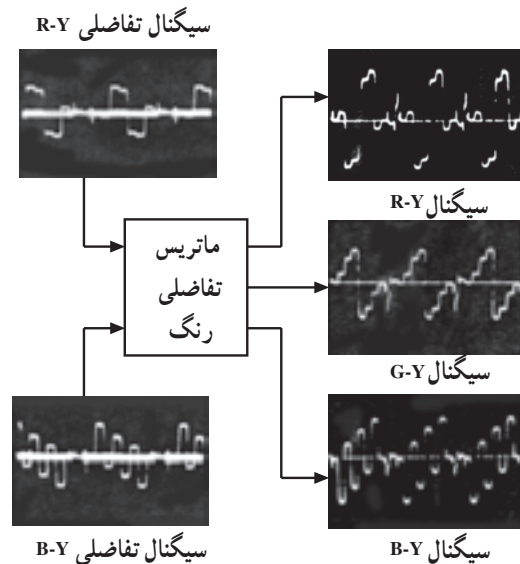 سیگنال تفاضلی R-Y
سیگنال R-Y
ماتریس
تفاضلی
رنگ
سیگنال G-Y
سیگنال تفاضلی B-Y
سیگنال B-Y